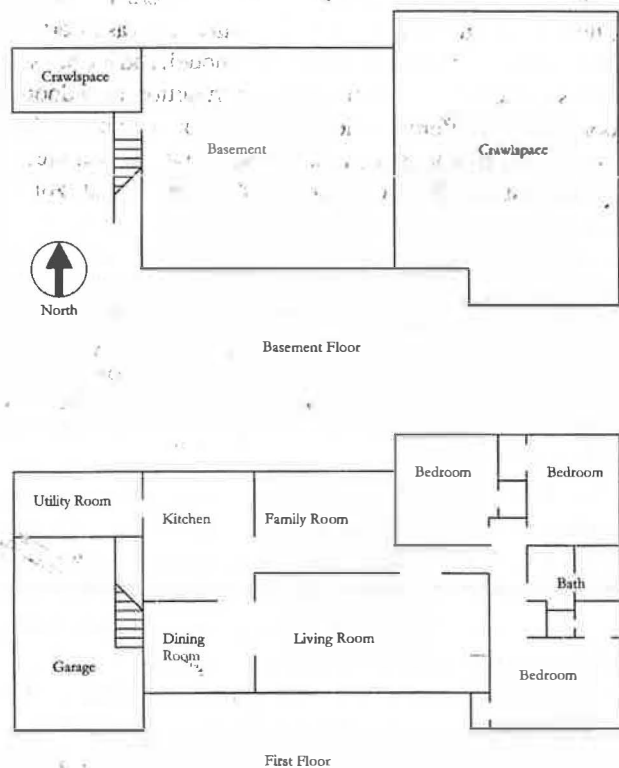 Crawlspace
Basement
Crawlspace
North
Basement Floor
Bedroom
Bedroom
Utility Room
Kitchen
Family Room
Bath
Dining
Room
Living Room
Garage
Bedroom
First Floor